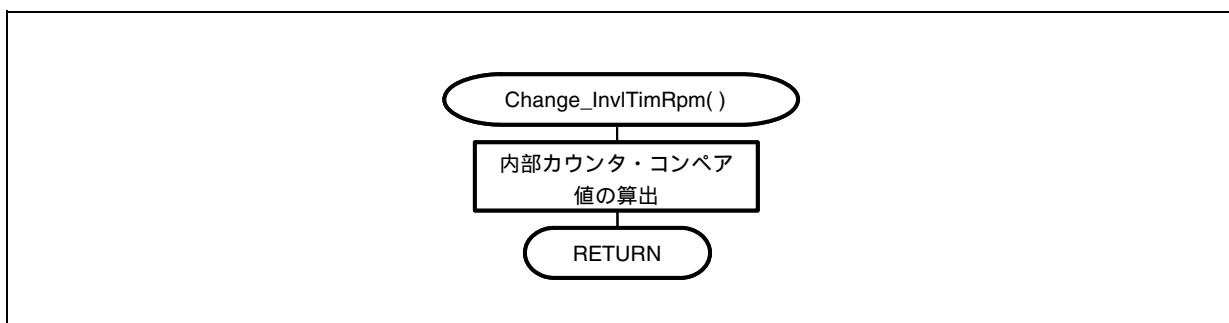 Change_InvlTimRpm( )
内部カウンタ・コンペア
値の算出
RETURN